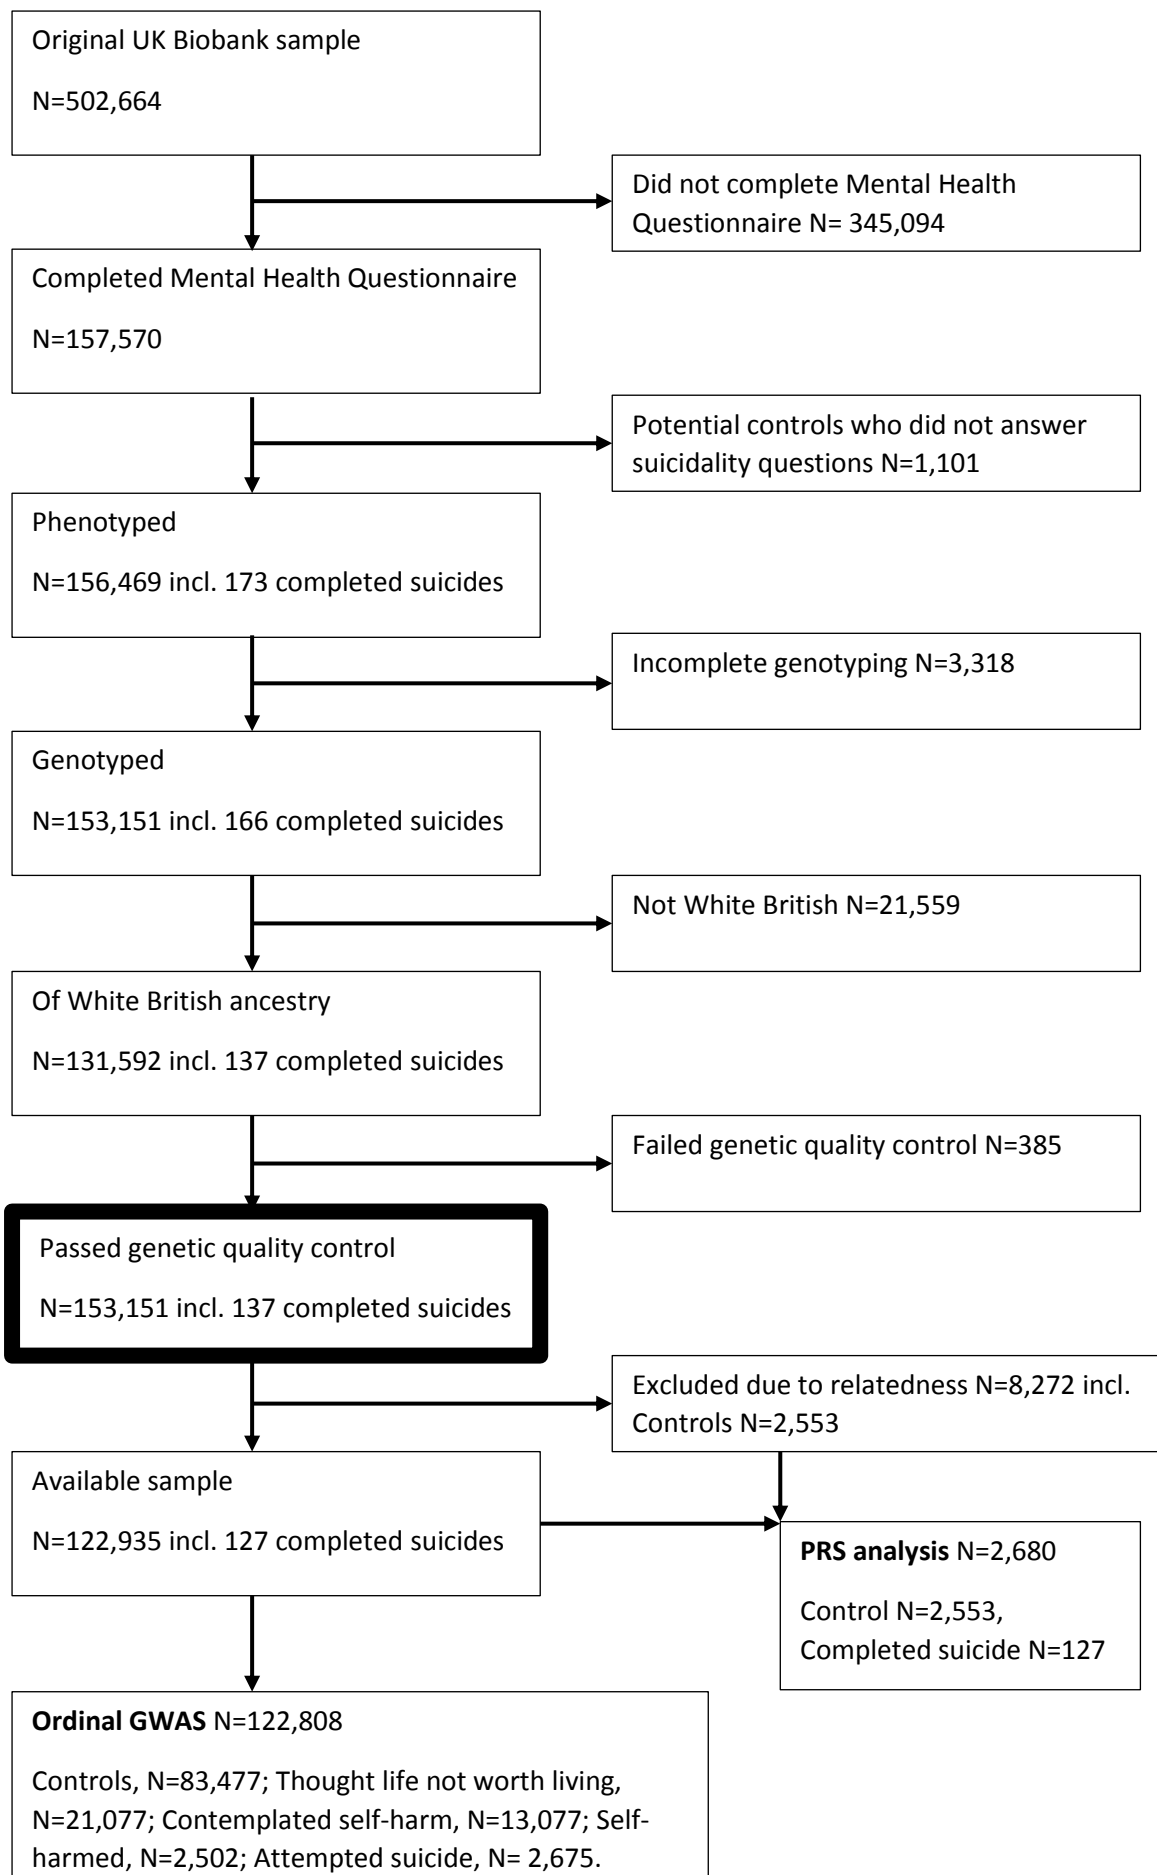 Original UK Biobank sample
N=502,664
Did not complete Mental Health
Questionnaire N= 345,094
Completed Mental Health Questionnaire
N=157,570
Potential controls who did not answer
suicidality questions N=1,101
Phenotyped
N=156,469 incl. 173 completed suicides
Incomplete genotyping N=3,318
Genotyped
N=153,151 incl. 166 completed suicides
Not White British N=21,559
Of White British ancestry
N=131,592 incl. 137 completed suicides
Failed genetic quality control N=385
Passed genetic quality control
N=153,151 incl. 137 completed suicides
Excluded due to relatedness N=8,272 incl.
Controls N=2,553
Available sample
N=122,935 incl. 127 completed suicides
PRS analysis N=2,680
Control N=2,553,
Completed suicide N=127
Ordinal GWAS N=122,808
Controls, N=83,477; Thought life not worth living,
N=21,077; Contemplated self-harm, N=13,077; Self-
harmed, N=2,502; Attempted suicide, N= 2,675.